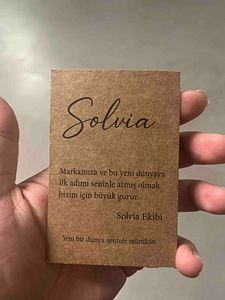 Solvia
Markamıza ve bu yeni dünyaya
ilk adımı seninle atmış olmak
bizim için büyük gurur.
Solvia Ekibi
Yeni bir dünya seninle mümkün.